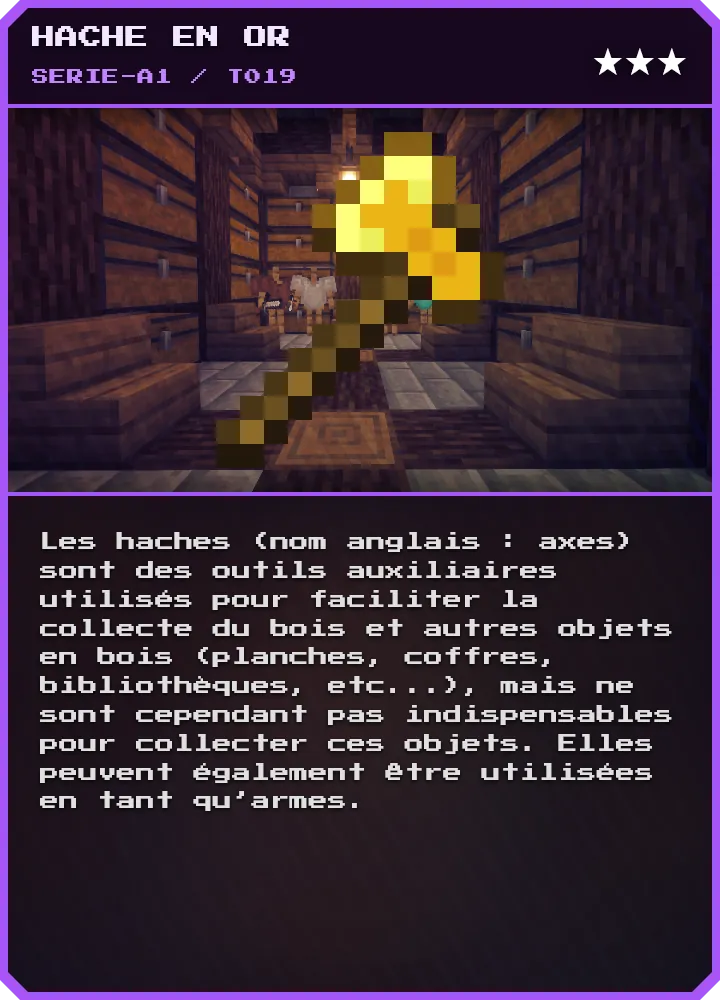 HACHE EN OR
SERIE-A1 / T019
★★★
Les haches (nom anglais : axes)
sont des outils auxiliaires
utilisés pour faciliter la
collecte du bois et autres objets
en bois (planches, coffres,
bibliothèques, etc...), mais ne
sont cependant pas indispensables
pour collecter ces objets. Elles
peuvent également être utilisées
en tant qu'armes.